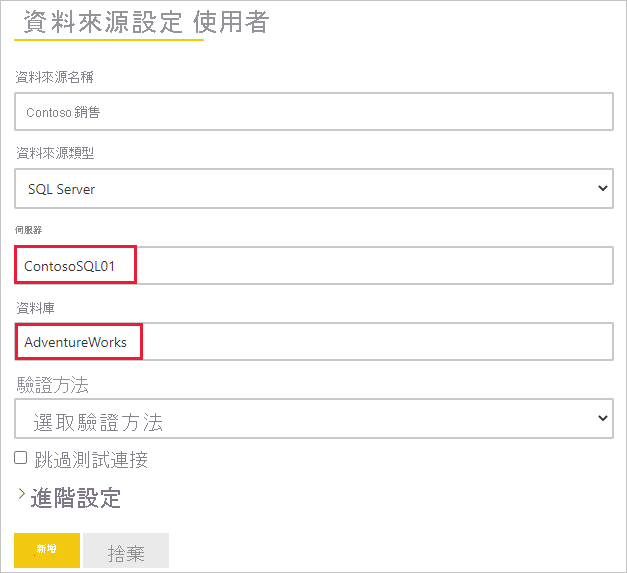 資料來源設定 使用者
資料來源名稱
Contoso 銷售
資料來源類型
SQL Server
伺服器
ContosoSQL01
資料庫
AdventureWorks
驗證方法
選取驗證方法
跳過測試連接
進階設定
新增
捨棄